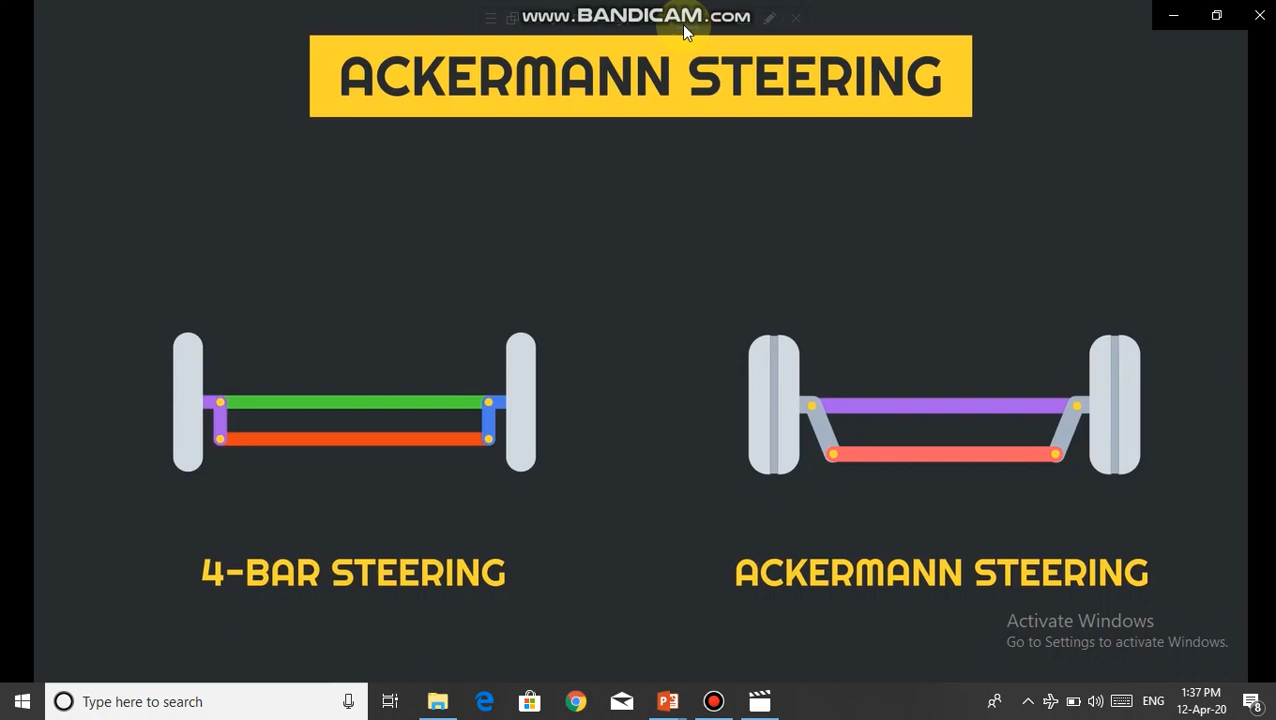 www.BANDICAM.com
ACKERMANN STEERING
4-BAR STEERING
ACKERMANN STEERING
Activate Windows
Go to Settings to activate Windows.
Type here to search
ENG
1:37 PM
12-Apr-20
8